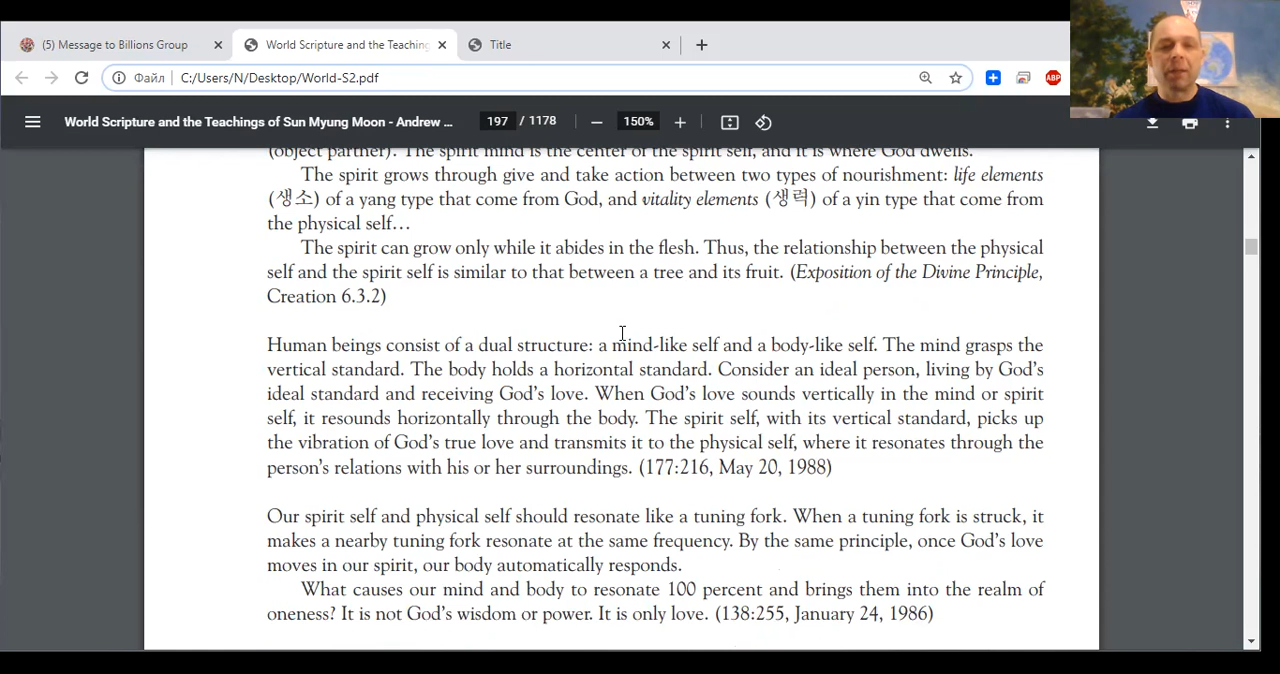 (5) Message to Billions Group
World Scripture and the Teaching
Title
Файл
C:/Users/N/Desktop/World-S2.pdf
ABP
World Scripture and the Teachings of Sun Myung Moon - Andrew ...
197 / 1178
150%
(object partner). The spirit mind is the center of the spirit self, and it is where God dwells.
The spirit grows through give and take action between two types of nourishment: life elements
(생소) of a yang type that come from God, and vitality elements (생력) of a yin type that come from
the physical self…
The spirit can grow only while it abides in the flesh. Thus, the relationship between the physical
self and the spirit self is similar to that between a tree and its fruit. (Exposition of the Divine Principle,
Creation 6.3.2)
Human beings consist of a dual structure: a mind-like self and a body-like self. The mind grasps the
vertical standard. The body holds a horizontal standard. Consider an ideal person, living by God's
ideal standard and receiving God's love. When God's love sounds vertically in the mind or spirit
self, it resounds horizontally through the body. The spirit self, with its vertical standard, picks up
the vibration of God's true love and transmits it to the physical self, where it resonates through the
person's relations with his or her surroundings. (177:216, May 20, 1988)
Our spirit self and physical self should resonate like a tuning fork. When a tuning fork is struck, it
makes a nearby tuning fork resonate at the same frequency. By the same principle, once God's love
moves in our spirit, our body automatically responds.
What causes our mind and body to resonate 100 percent and brings them into the realm of
oneness? It is not God's wisdom or power. It is only love. (138:255, January 24, 1986)